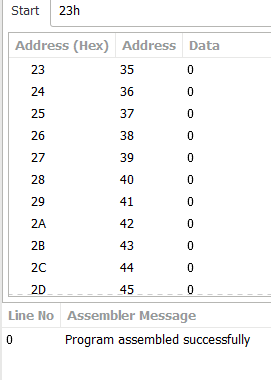 Start 23h
Address (Hex) Address Data
23 35 0
24 36 0
25 37 0
26 38 0
27 39 0
28 40 0
29 41 0
2A 42 0
2B 43 0
2C 44 0
2D 45 0
Line No Assembler Message
0 Program assembled successfully